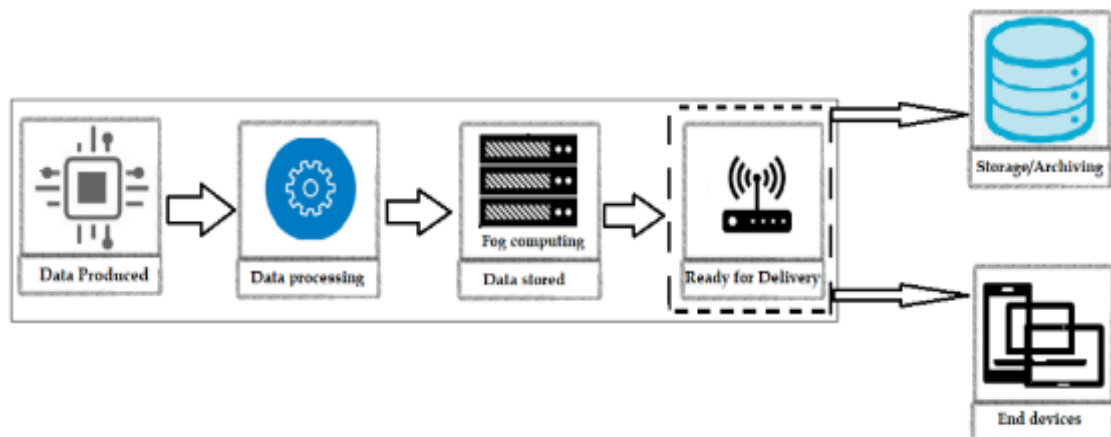 Data Produced
Data processing
Fog computing
Data stored
Ready for Delivery
Storage/Archiving
End devices